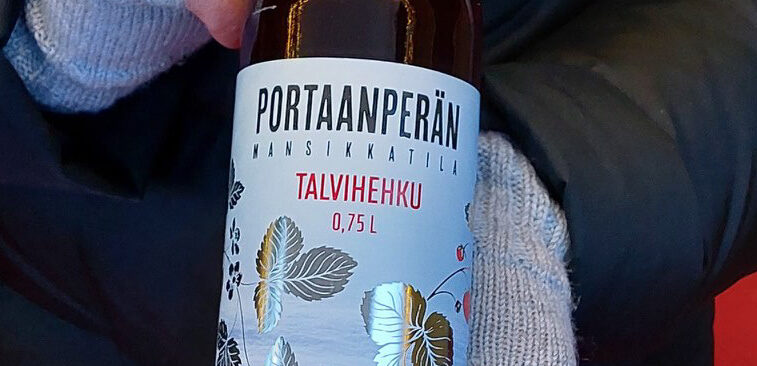 PORTAANPERÄN
MANSIKKATILA
TALVIHEHKU
0,75 L